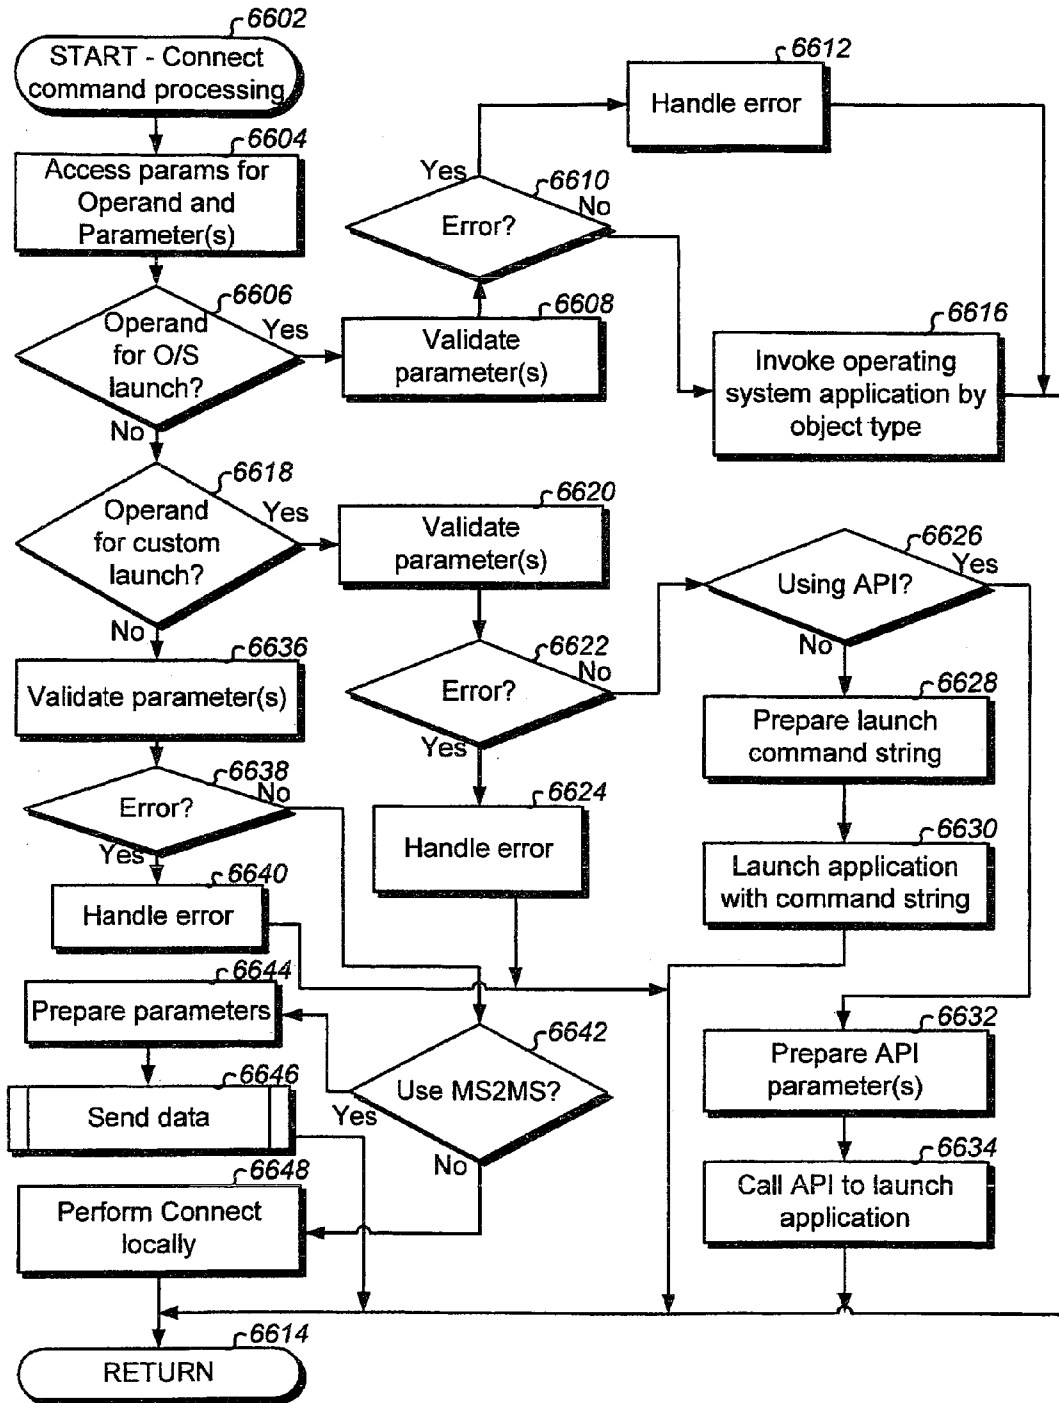 6602
START - Connect
command processing
6604
Access params for
Operand and
Parameter(s)
6606
Operand
for O/S
launch?
Yes
No
6608
Validate
parameter(s)
6610
Error?
Yes
No
6612
Handle error
6616
Invoke operating
system application by
object type
6618
Operand
for custom
launch?
Yes
No
6620
Validate
parameter(s)
6622
Error?
No
Yes
6624
Handle error
6626
Using API?
Yes
No
6628
Prepare launch
command string
6630
Launch application
with command string
6632
Prepare API
parameter(s)
6634
Call API to launch
application
6636
Validate parameter(s)
6638
Error?
No
Yes
6640
Handle error
6642
Use MS2MS?
Yes
No
6644
Prepare parameters
6646
Send data
6648
Perform Connect
locally
6614
RETURN